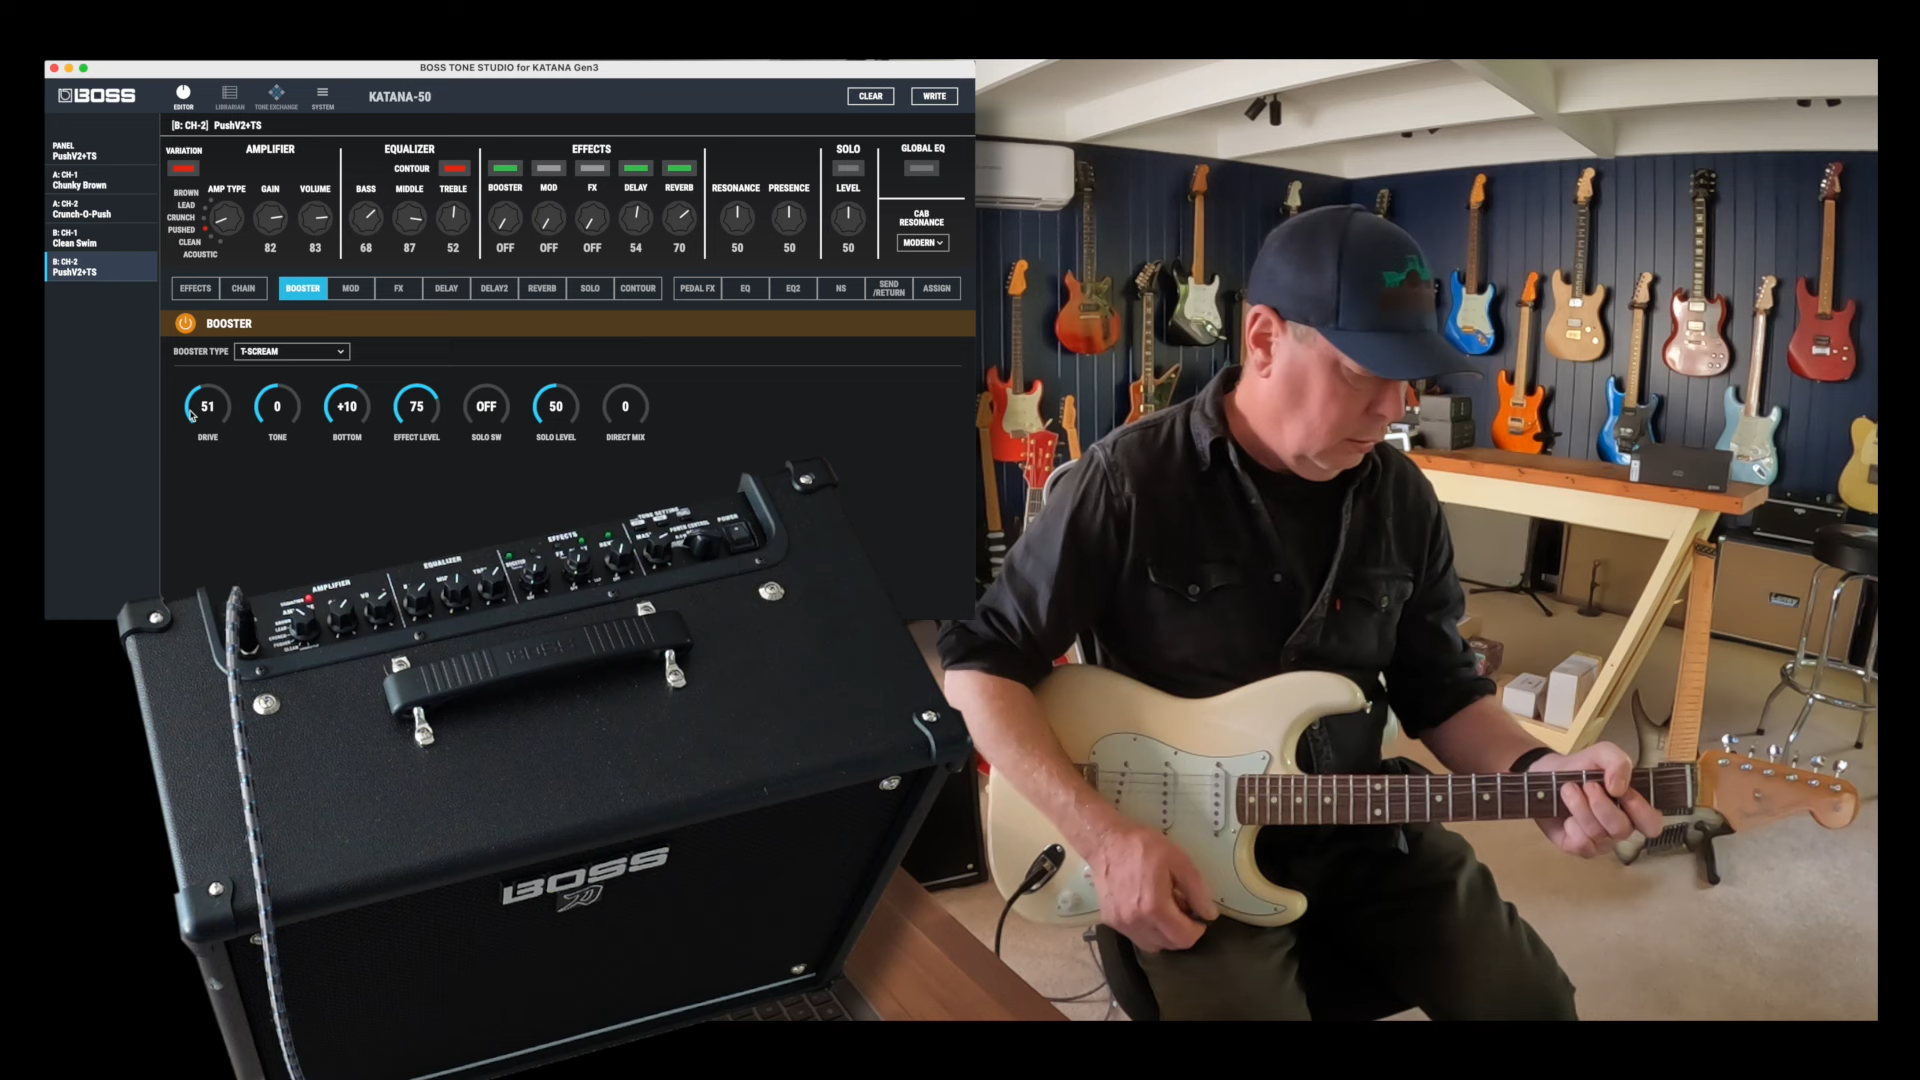 BOSS TONE STUDIO for KATANA Gen3
BOSS
EDITOR
LIBRARIAN
TONE EXCHANGE
SYSTEM
KATANA-50
CLEAR
WRITE
[B: CH-2] PushV2+TS
PANEL
PushV2+TS
A: CH-1
Chunky Brown
A: CH-2
Crunch-O-Push
B: CH-1
Clean Swim
B: CH-2
PushV2+TS
VARIATION
AMPLIFIER
BROWN
LEAD
CRUNCH
PUSHED
CLEAN
ACOUSTIC
AMP TYPE
GAIN
VOLUME
82
83
EQUALIZER
CONTOUR
BASS
MIDDLE
TREBLE
68
87
52
EFFECTS
BOOSTER
MOD
FX
DELAY
REVERB
OFF
OFF
OFF
54
70
RESONANCE
PRESENCE
50
50
SOLO
LEVEL
50
GLOBAL EQ
CAB
RESONANCE
MODERN
EFFECTS
CHAIN
BOOSTER
MOD
FX
DELAY
DELAY2
REVERB
SOLO
CONTOUR
PEDAL FX
EQ
EQ2
NS
SEND
/RETURN
ASSIGN
BOOSTER
BOOSTER TYPE
T-SCREAM
51
0
+10
75
OFF
50
0
DRIVE
TONE
BOTTOM
EFFECT LEVEL
SOLO SW
SOLO LEVEL
DIRECT MIX
AMPLIFIER
EQUALIZER
EFFECTS
TONE SETTING
POWER CONTROL
POWER
BOSS
BOSS